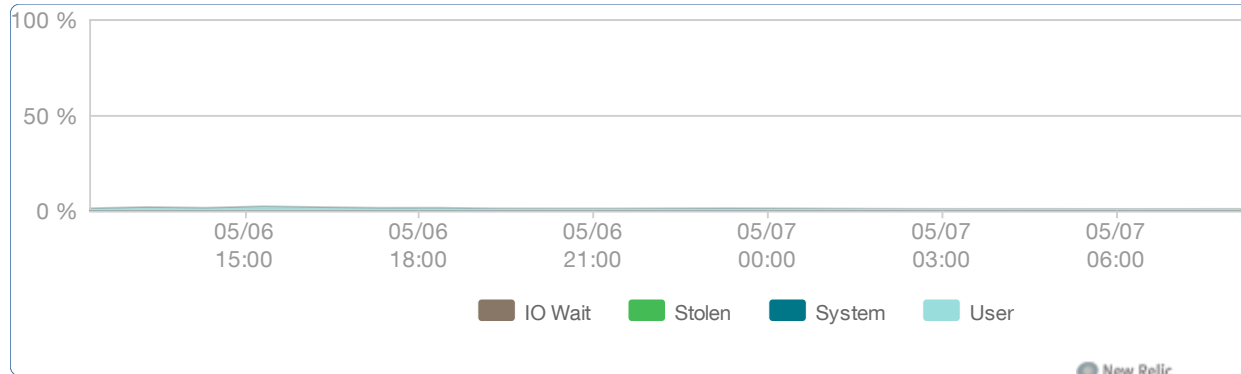 100 %
50 %
0 %
05/06 05/06 05/06 05/07 05/07 05/07
15:00 18:00 21:00 00:00 03:00 06:00
IO Wait Stolen System User
New Relic